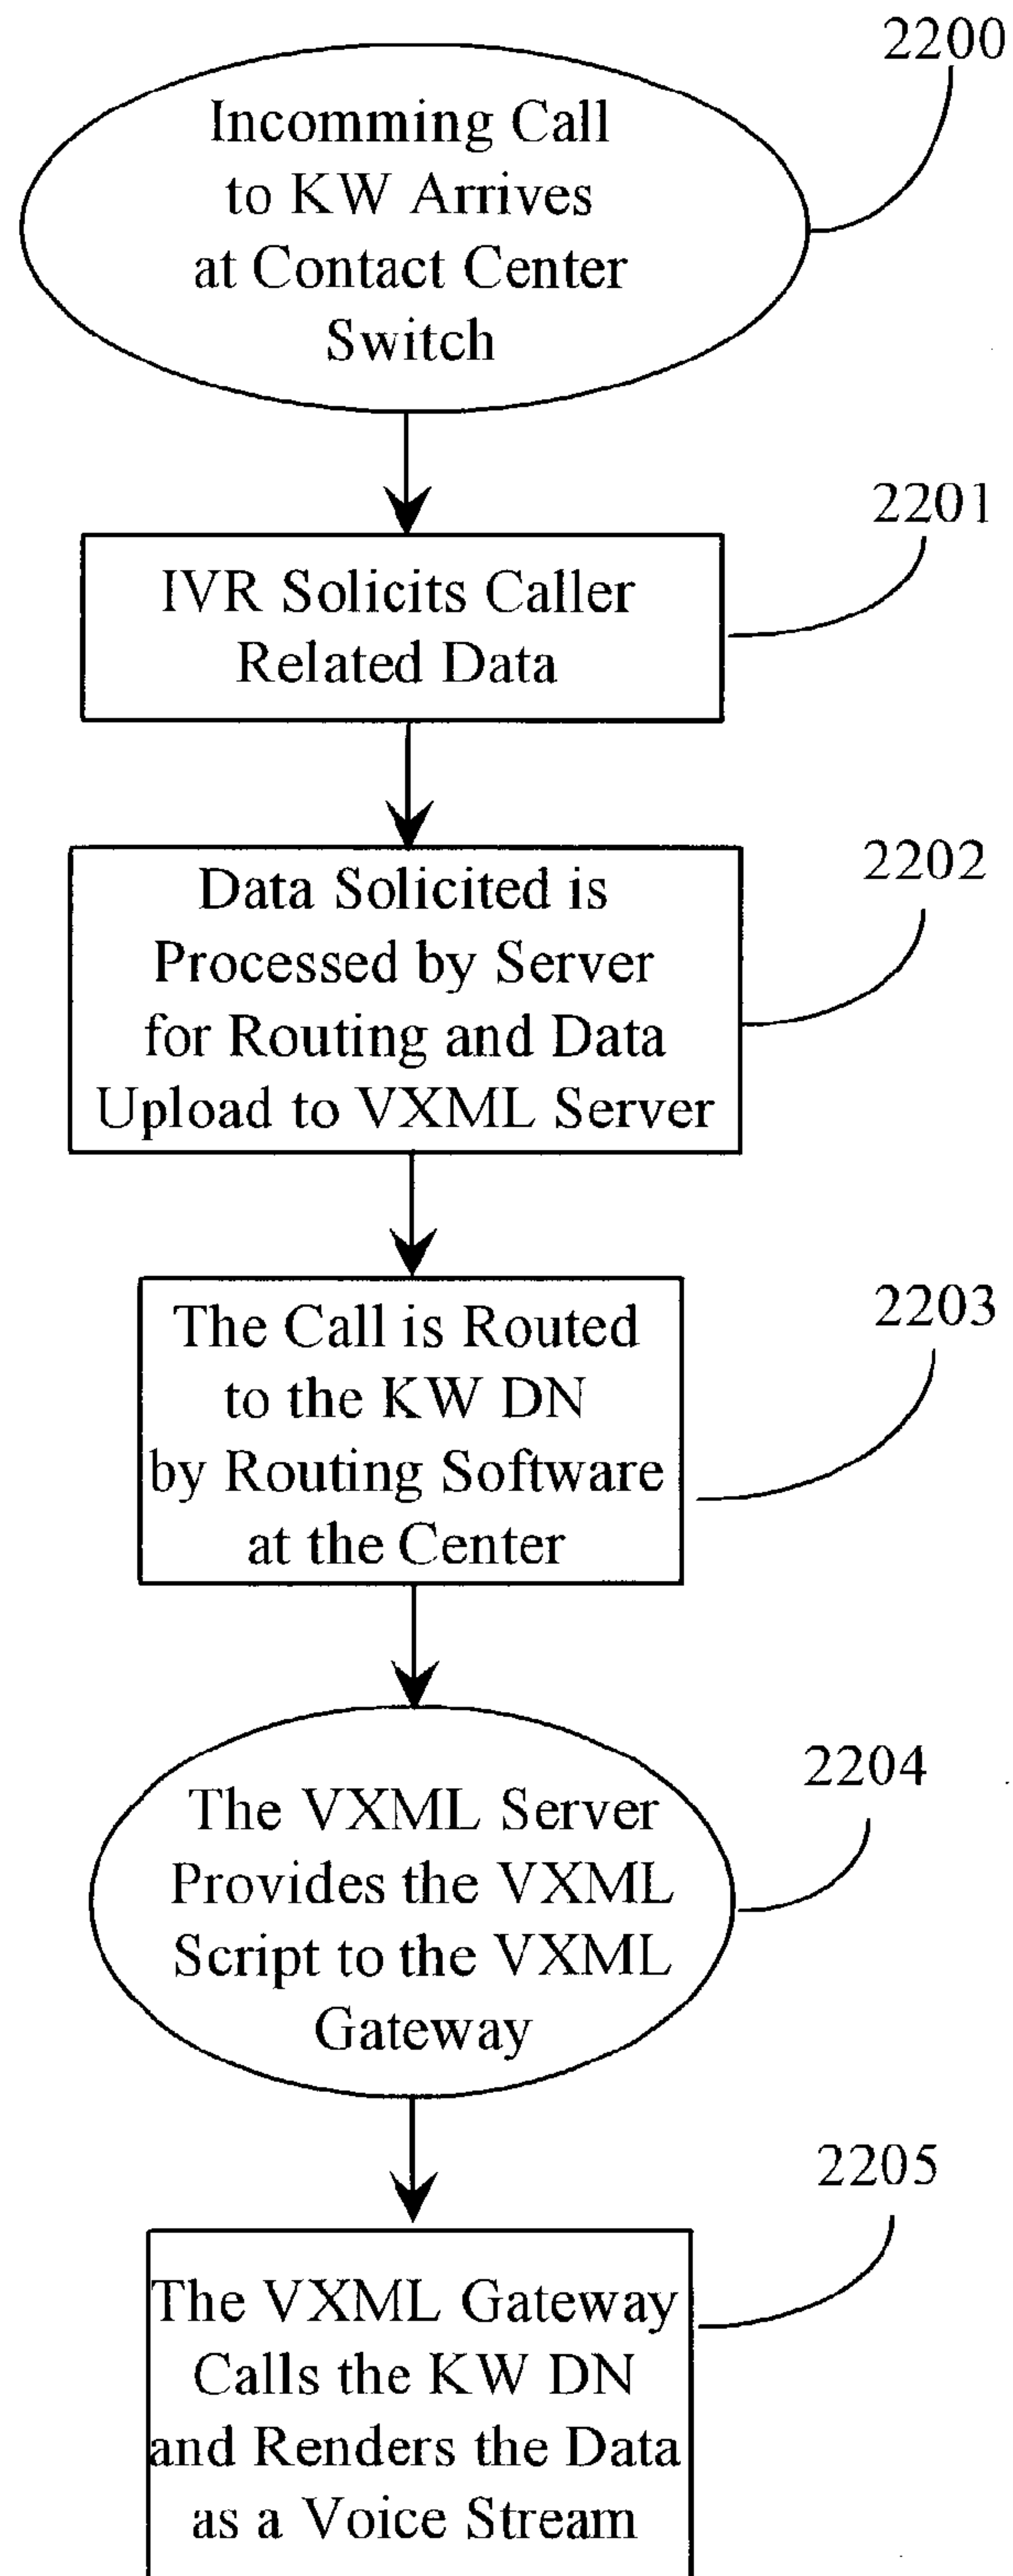 2200
Incomming Call
to KW Arrives
at Contact Center
Switch
2201
IVR Solicits Caller
Related Data
2202
Data Solicited is
Processed by Server
for Routing and Data
Upload to VXML Server
2203
The Call is Routed
to the KW DN
by Routing Software
at the Center
2204
The VXML Server
Provides the VXML
Script to the VXML
Gateway
2205
The VXML Gateway
Calls the KW DN
and Renders the Data
as a Voice Stream